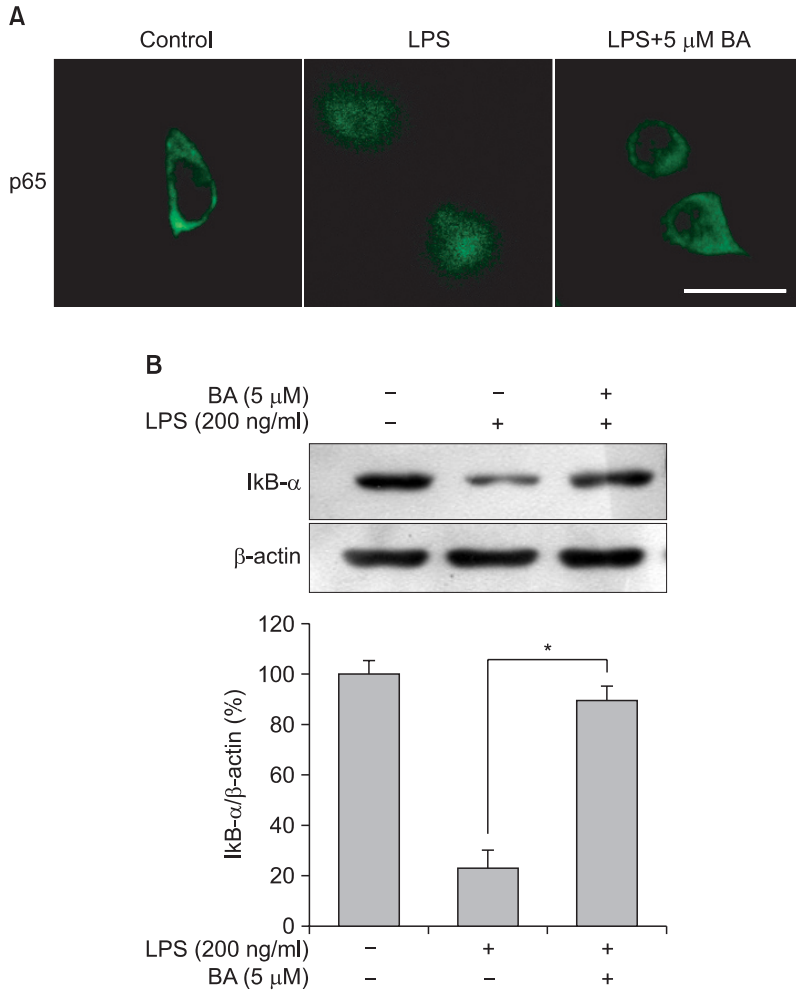 A
Control LPS LPS+5 μM BA
p65
B
BA (5 μM) − − +
LPS (200 ng/ml) − + +
IkB-α
β-actin
120
100
80
60
40
20
0
IkB-α/β-actin (%)
*
LPS (200 ng/ml) − + +
BA (5 μM) − − +